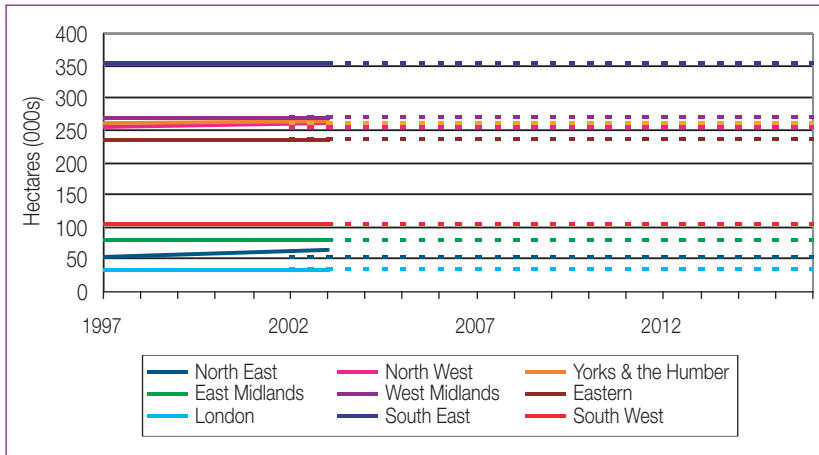 Hectares (000s)
400
350
300
250
200
150
100
50
0
1997 2002 2007 2012
North East North West Yorks & the Humber
East Midlands West Midlands Eastern
London South East South West